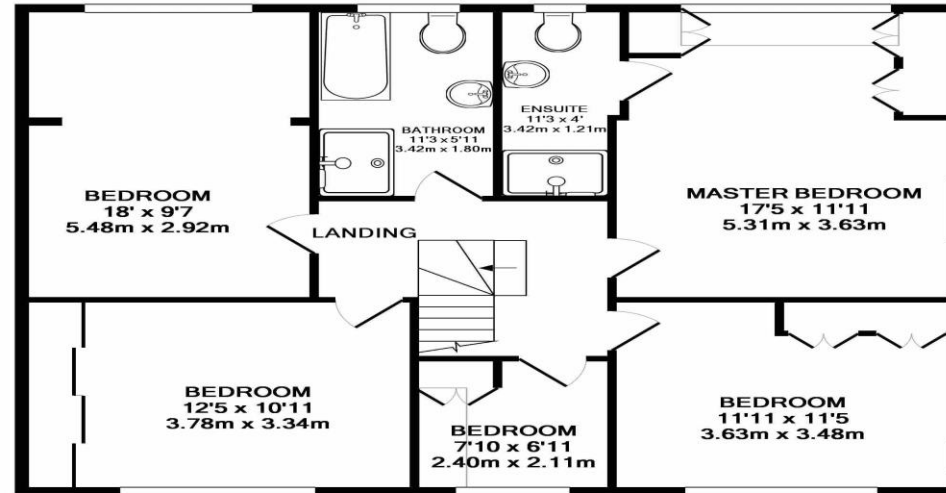 BATHROOM
11'3 x 5'11
3.42m x 1.80m
ENSUITE
11'3 x 4'
3.42m x 1.21m
BEDROOM
18' x 9'7
5.48m x 2.92m
MASTER BEDROOM
17'5 x 11'11
5.31m x 3.63m
LANDING
BEDROOM
12'5 x 10'11
3.78m x 3.34m
BEDROOM
7'10 x 6'11
2.40m x 2.11m
BEDROOM
11'11 x 11'5
3.63m x 3.48m